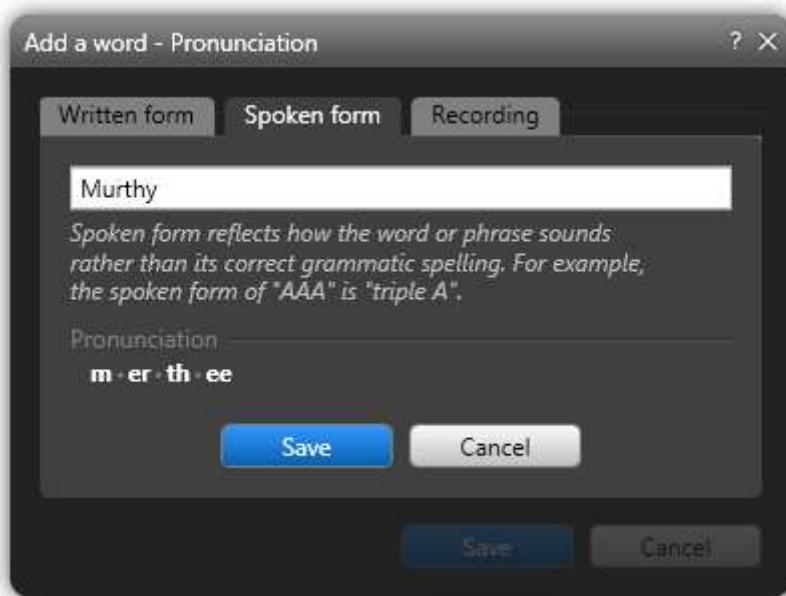 Add a word - Pronunciation ? ×
Written form Spoken form Recording
Murthy
Spoken form reflects how the word or phrase sounds
rather than its correct grammatic spelling. For example,
the spoken form of "AAA" is "triple A".
Pronunciation
m · er · th · ee
Save Cancel
Save Cancel